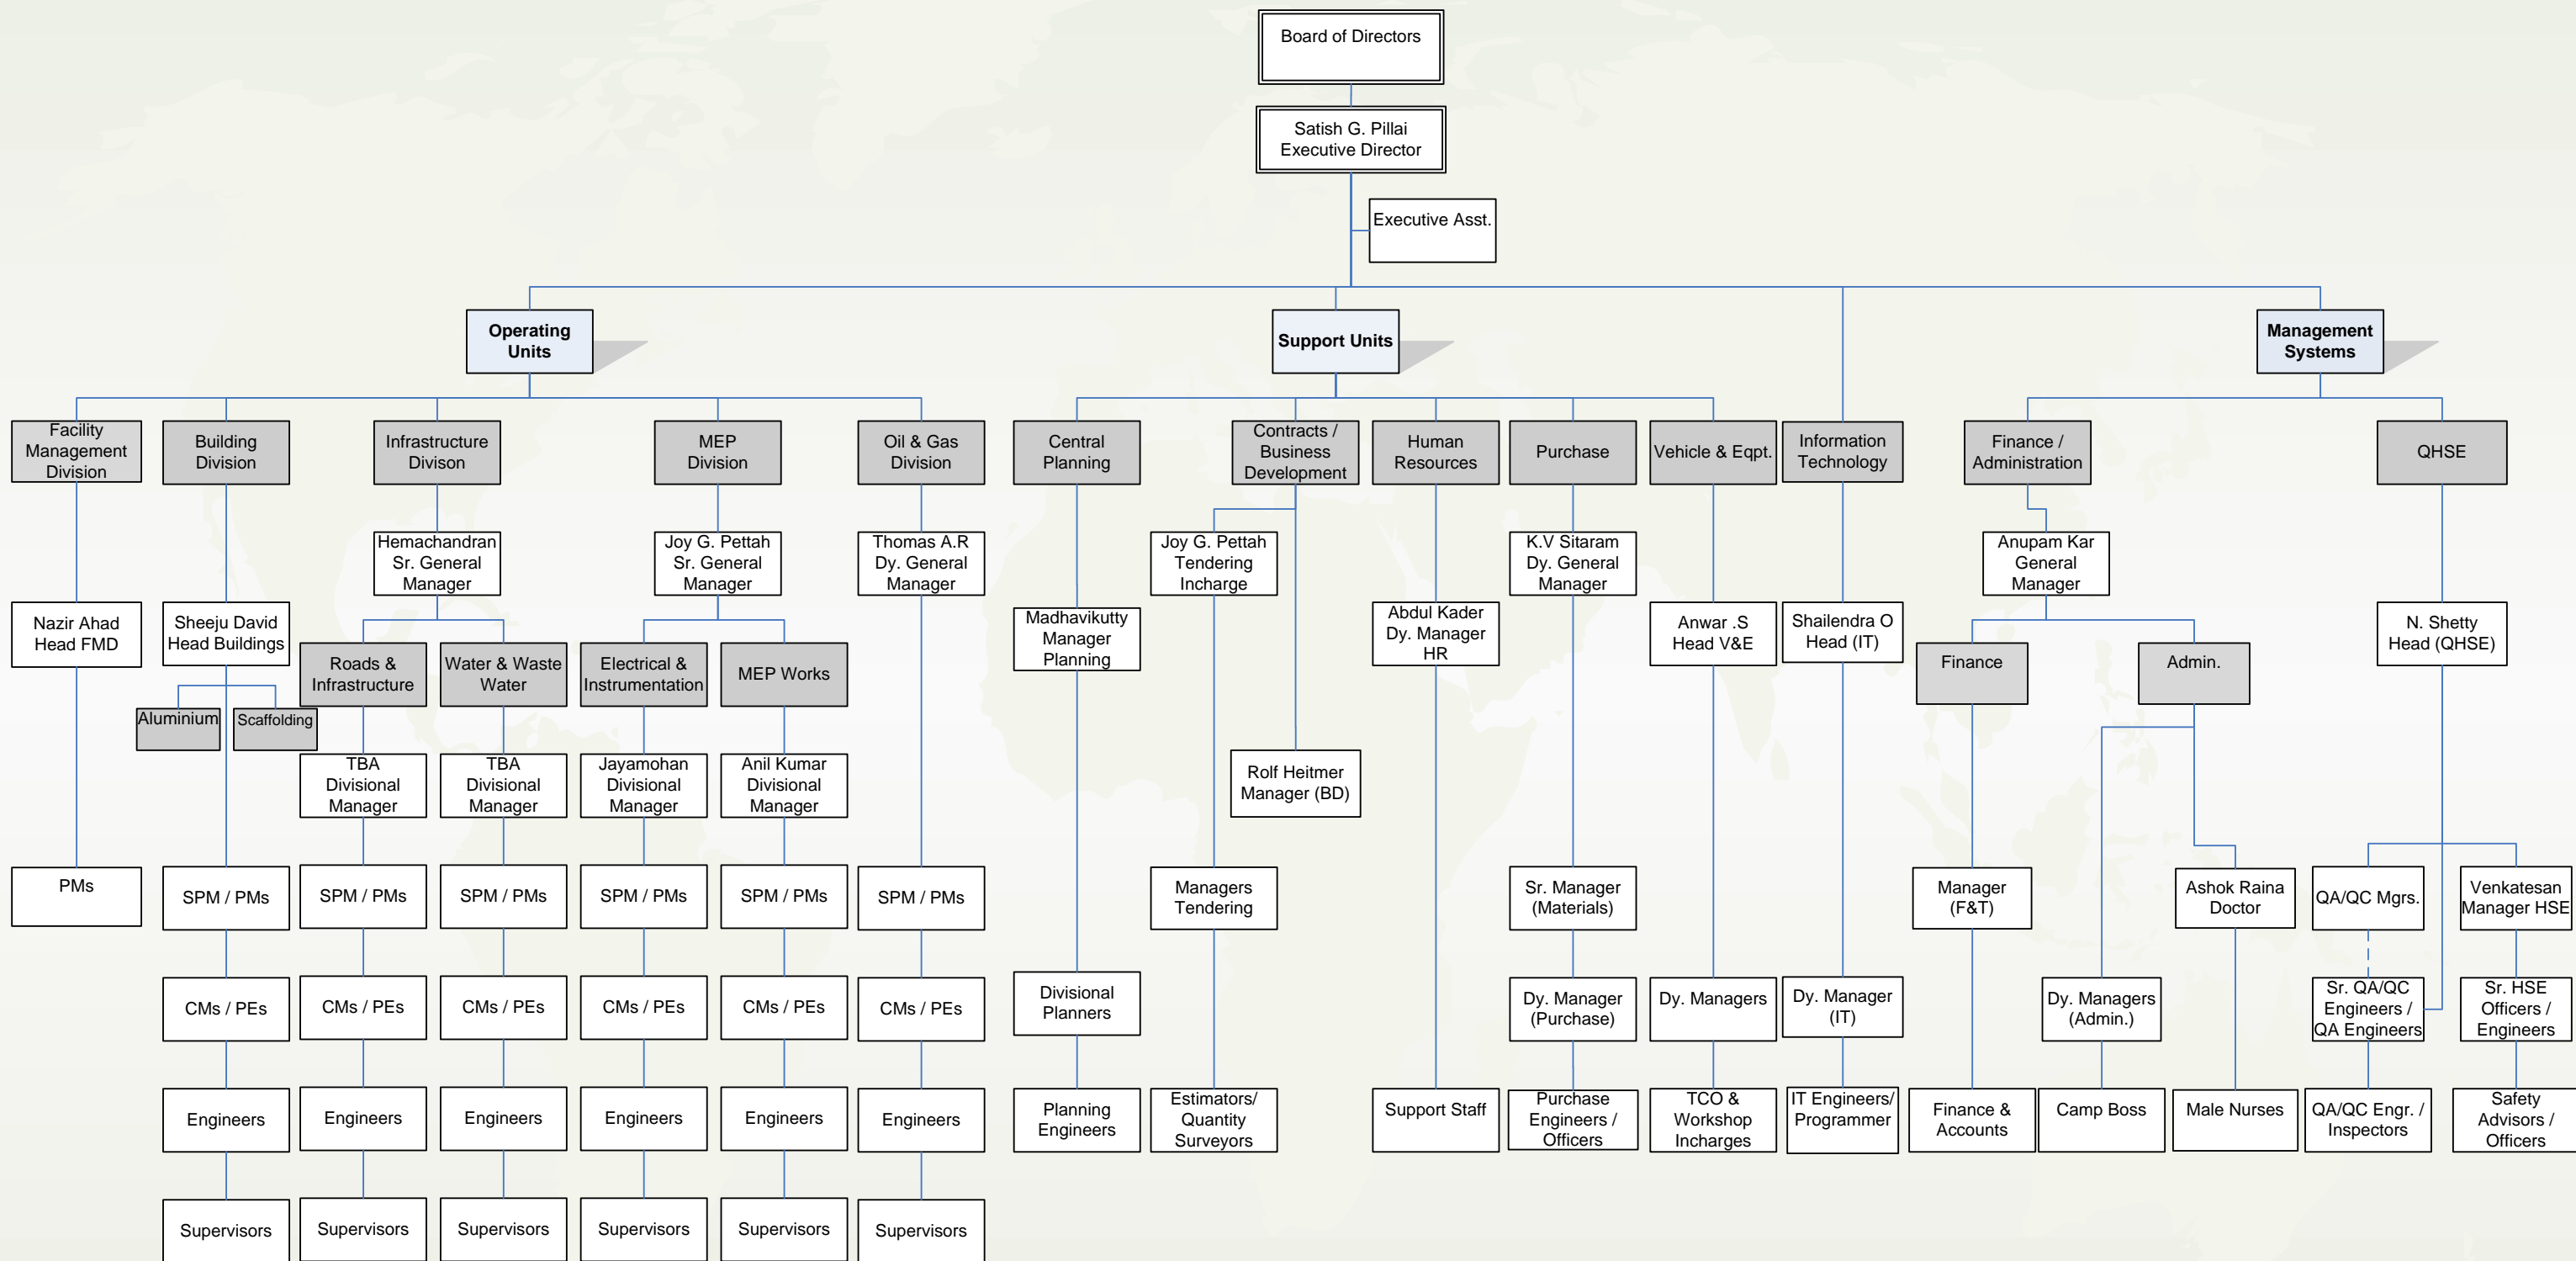 Board of Directors
Satish G. Pillai
Executive Director
Executive Asst.
Operating
Units
Support Units
Management
Systems
Facility
Management
Division
Building
Division
Infrastructure
Divison
MEP
Division
Oil & Gas
Division
Central
Planning
Contracts /
Business
Development
Human
Resources
Purchase
Vehicle & Eqpt.
Information
Technology
Finance /
Administration
QHSE
Hemachandran
Sr. General
Manager
Joy G. Pettah
Sr. General
Manager
Thomas A.R
Dy. General
Manager
Joy G. Pettah
Tendering
Incharge
K.V Sitaram
Dy. General
Manager
Anupam Kar
General
Manager
Nazir Ahad
Head FMD
Sheeju David
Head Buildings
Madhavikutty
Manager
Planning
Abdul Kader
Dy. Manager
HR
Anwar .S
Head V&E
Shailendra O
Head (IT)
N. Shetty
Head (QHSE)
Roads &
Infrastructure
Water & Waste
Water
Electrical &
Instrumentation
MEP Works
Finance
Admin.
Aluminium
Scaffolding
TBA
Divisional
Manager
TBA
Divisional
Manager
Jayamohan
Divisional
Manager
Anil Kumar
Divisional
Manager
Rolf Heitmer
Manager (BD)
PMs
SPM / PMs
SPM / PMs
SPM / PMs
SPM / PMs
SPM / PMs
SPM / PMs
Managers
Tendering
Sr. Manager
(Materials)
Manager
(F&T)
Ashok Raina
Doctor
QA/QC Mgrs.
Venkatesan
Manager HSE
CMs / PEs
CMs / PEs
CMs / PEs
CMs / PEs
CMs / PEs
CMs / PEs
Divisional
Planners
Dy. Manager
(Purchase)
Dy. Managers
Dy. Manager
(IT)
Dy. Managers
(Admin.)
Sr. QA/QC
Engineers /
QA Engineers
Sr. HSE
Officers /
Engineers
Engineers
Engineers
Engineers
Engineers
Engineers
Engineers
Planning
Engineers
Estimators/
Quantity
Surveyors
Support Staff
Purchase
Engineers /
Officers
TCO &
Workshop
Incharges
IT Engineers/
Programmer
Finance &
Accounts
Camp Boss
Male Nurses
QA/QC Engr. /
Inspectors
Safety
Advisors /
Officers
Supervisors
Supervisors
Supervisors
Supervisors
Supervisors
Supervisors